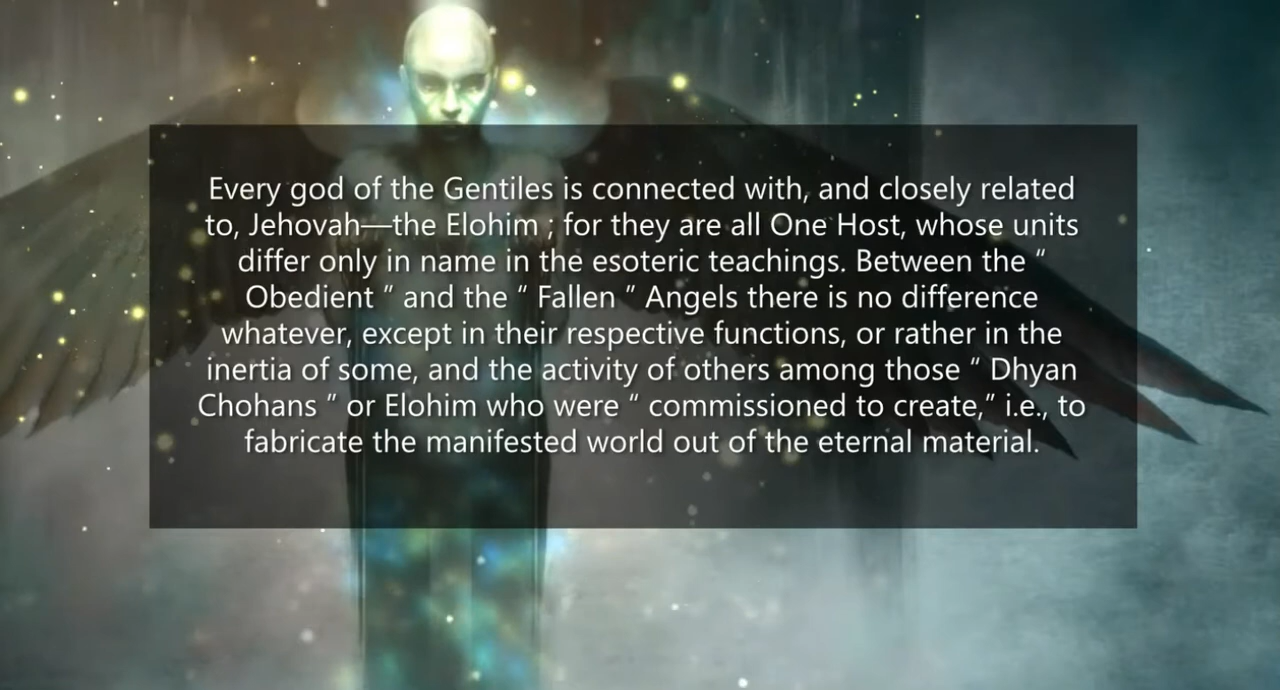 Every god of the Gentiles is connected with, and closely related
to, Jehovah—the Elohim ; for they are all One Host, whose units
differ only in name in the esoteric teachings. Between the “
Obedient ” and the “ Fallen ” Angels there is no difference
whatever, except in their respective functions, or rather in the
inertia of some, and the activity of others among those “ Dhyan
Chohans ” or Elohim who were “ commissioned to create,” i.e., to
fabricate the manifested world out of the eternal material.